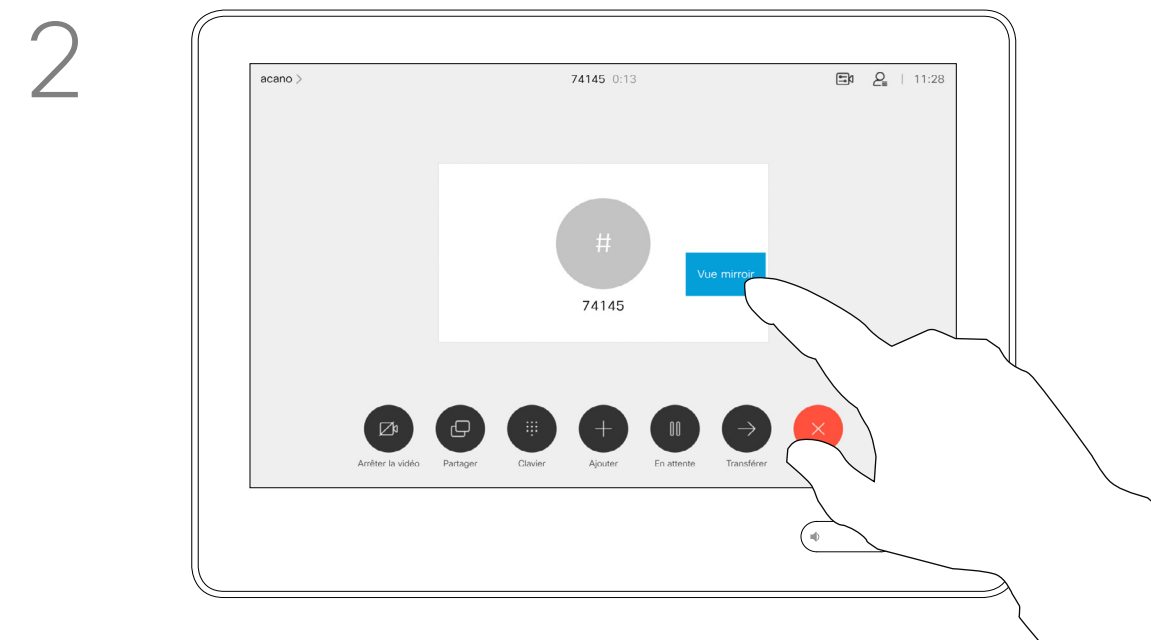 2
acano >
74145 0:13
11:28
#
Vue mirroir
74145
Arrêter la vidéo
Partager
Clavier
Ajouter
En attente
Transférer